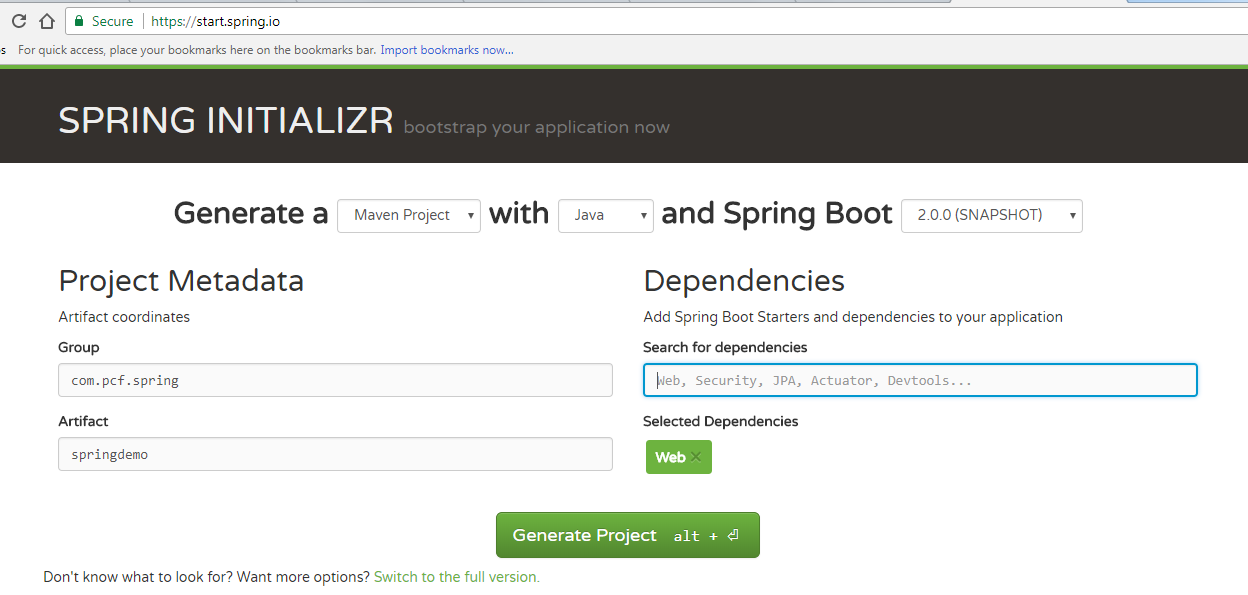 Secure https://start.spring.io
s For quick access, place your bookmarks here on the bookmarks bar. Import bookmarks now...
SPRING INITIALIZR bootstrap your application now
Generate a Maven Project with Java and Spring Boot 2.0.0 (SNAPSHOT)
Project Metadata
Artifact coordinates
Group
com.pcf.spring
Artifact
springdemo
Dependencies
Add Spring Boot Starters and dependencies to your application
Search for dependencies
Web, Security, JPA, Actuator, Devtools...
Selected Dependencies
Web ×
Generate Project alt + ⏎
Don't know what to look for? Want more options? Switch to the full version.